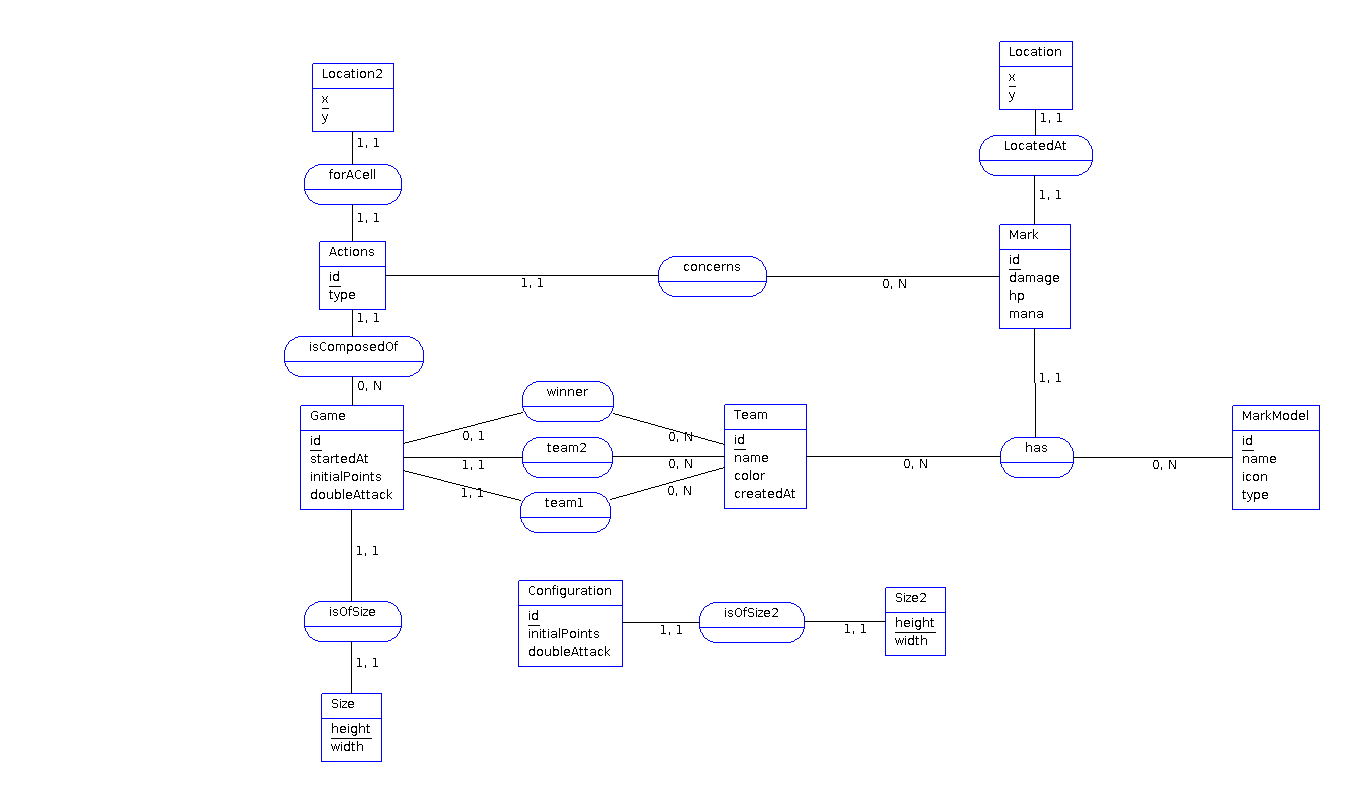 Location
x
y
1, 1
LocatedAt
1, 1
Location2
x
y
1, 1
forACell
1, 1
Actions
id
type
1, 1
concerns
0, N
Mark
id
damage
hp
mana
1, 1
isComposedOf
0, N
1, 1
Game
id
startedAt
initialPoints
doubleAttack
winner
0, 1
0, N
team2
1, 1
0, N
team1
1, 1
0, N
Team
id
name
color
createdAt
0, N
has
0, N
MarkModel
id
name
icon
type
1, 1
isOfSize
1, 1
Size
height
width
Configuration
id
initialPoints
doubleAttack
1, 1
isOfSize2
1, 1
Size2
height
width